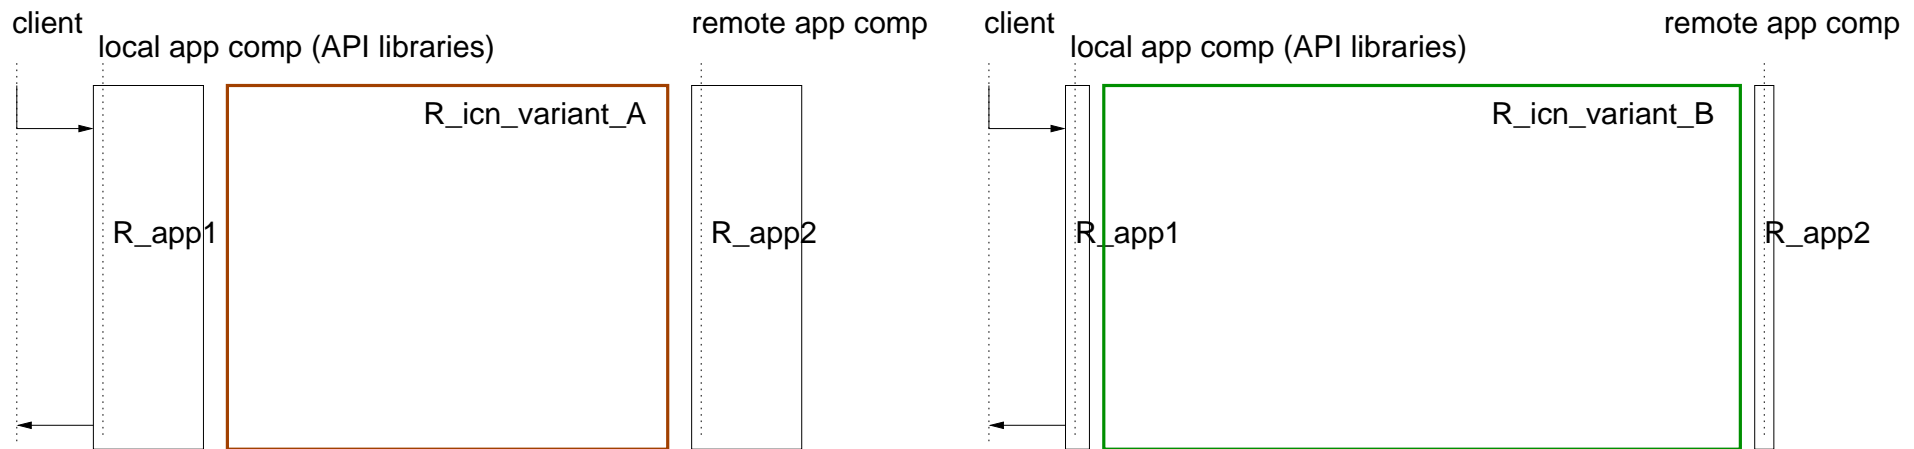 client
local app comp (API libraries)
remote app comp
R_icn_variant_A
R_app1
R_app2
client
local app comp (API libraries)
remote app comp
R_icn_variant_B
R_app1
R_app2